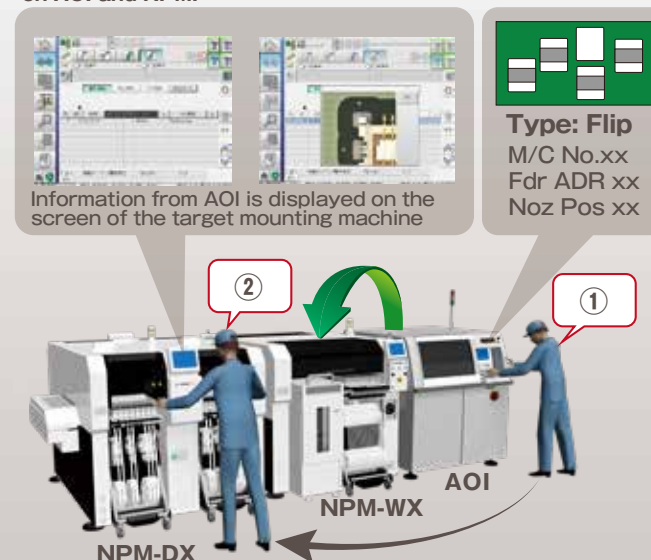 Information from AOI is displayed on the
screen of the target mounting machine
Type: Flip
M/C No.xx
Fdr ADR xx
Noz Pos xx
②
①
AOI
NPM-WX
NPM-DX